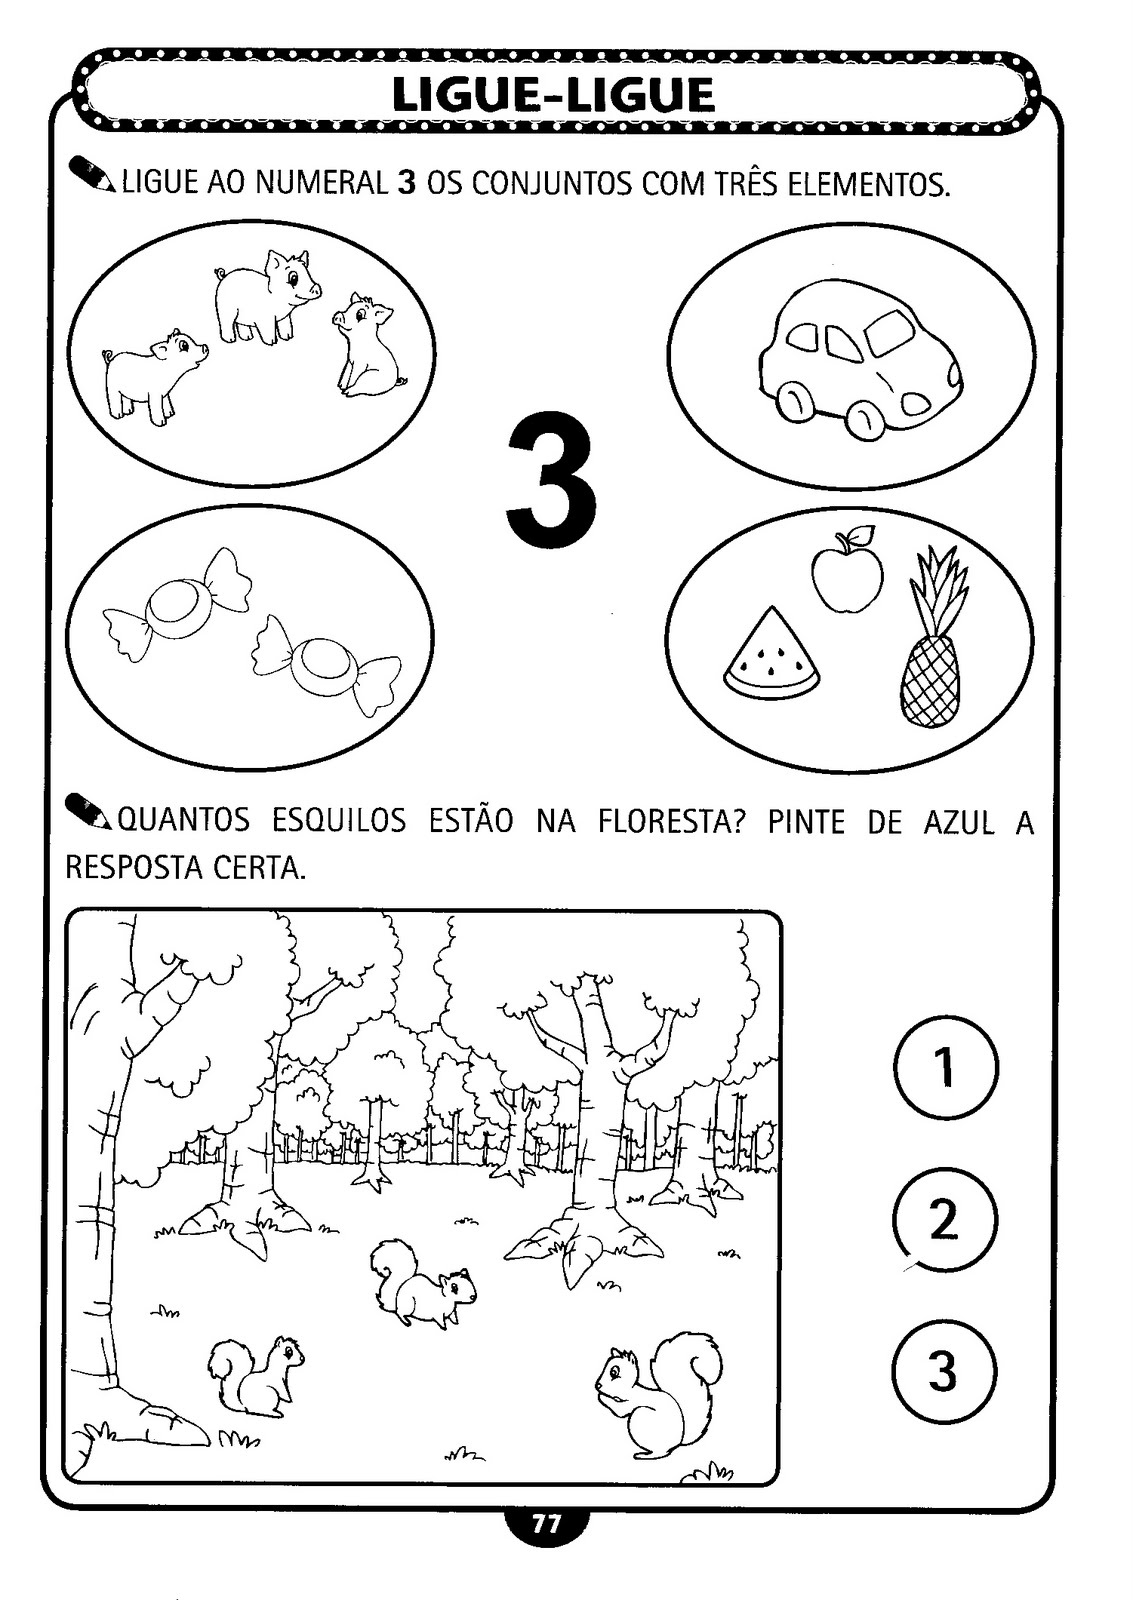 LIGUE-LIGUE
LIGUE AO NUMERAL 3 OS CONJUNTOS COM TRÊS ELEMENTOS.
3
QUANTOS ESQUILOS ESTÃO NA FLORESTA? PINTE DE AZUL A
RESPOSTA CERTA.
1
2
3
77